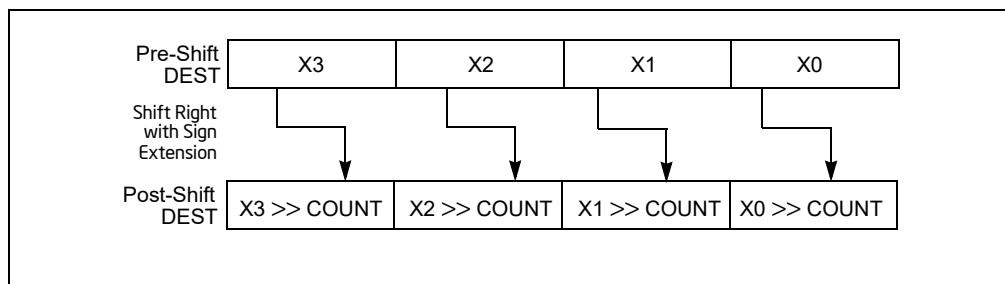 Pre-Shift
DEST
X3 X2 X1 X0
Shift Right
with Sign
Extension
Post-Shift
DEST
X3 >> COUNT X2 >> COUNT X1 >> COUNT X0 >> COUNT